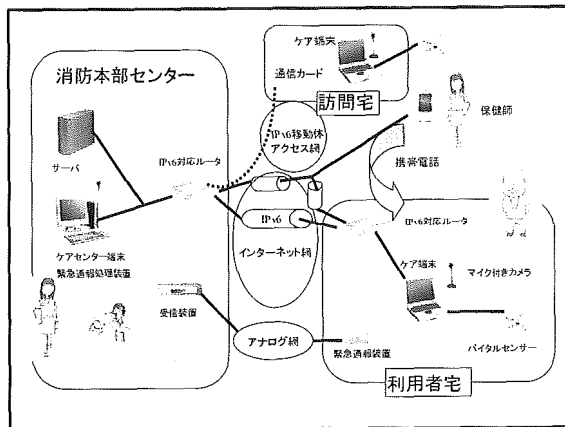 消防本部センター
サーバ
IPv6対応ルータ
ケアセンター端末
緊急通報処理装置
受信装置
ケア端末
通信カード
訪問宅
IPv6移動体
アクセス網
保健師
携帯電話
IPv6
インターネット網
アナログ網
IPv6対応ルータ
ケア端末
マイク付きカメラ
バイタルセンサー
緊急通報装置
利用者宅